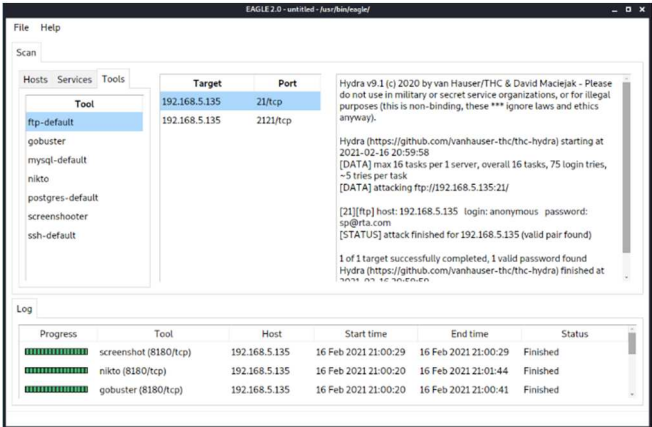 EAGLE 2.0 - untitled - /usr/bin/eagle/
File Help
Scan
Hosts Services Tools
Tool
ftp-default
gobuster
mysql-default
nikto
postgres-default
screenshooter
ssh-default
Target Port
192.168.5.135 21/tcp
192.168.5.135 2121/tcp
Hydra v9.1 (c) 2020 by van Hauser/THC & David Maciejak - Please
do not use in military or secret service organizations, or for illegal
purposes (this is non-binding, these *** ignore laws and ethics
anyway).
Hydra (https://github.com/vanhauser-thc/thc-hydra) starting at
2021-02-16 20:59:58
[DATA] max 16 tasks per 1 server, overall 16 tasks, 75 login tries,
~5 tries per task
[DATA] attacking ftp://192.168.5.135:21/
[21][ftp] host: 192.168.5.135 login: anonymous password:
sp@rta.com
[STATUS] attack finished for 192.168.5.135 (valid pair found)
1 of 1 target successfully completed, 1 valid password found
Hydra (https://github.com/vanhauser-thc/thc-hydra) finished at
Log
Progress Tool Host Start time End time Status
screenshot (8180/tcp) 192.168.5.135 16 Feb 2021 21:00:29 16 Feb 2021 21:00:29 Finished
nikto (8180/tcp) 192.168.5.135 16 Feb 2021 21:00:20 16 Feb 2021 21:01:44 Finished
gobuster (8180/tcp) 192.168.5.135 16 Feb 2021 21:00:20 16 Feb 2021 21:00:41 Finished